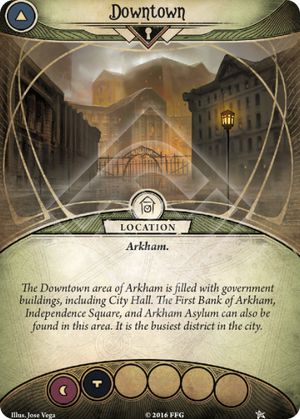 Downtown
LOCATION
Arkham.
The Downtown area of Arkham is filled with government
buildings, including City Hall. The First Bank of Arkham,
Independence Square, and Arkham Asylum can also be
found in this area. It is the busiest district in the city.
Illus. Jose Vega
© 2016 FFG